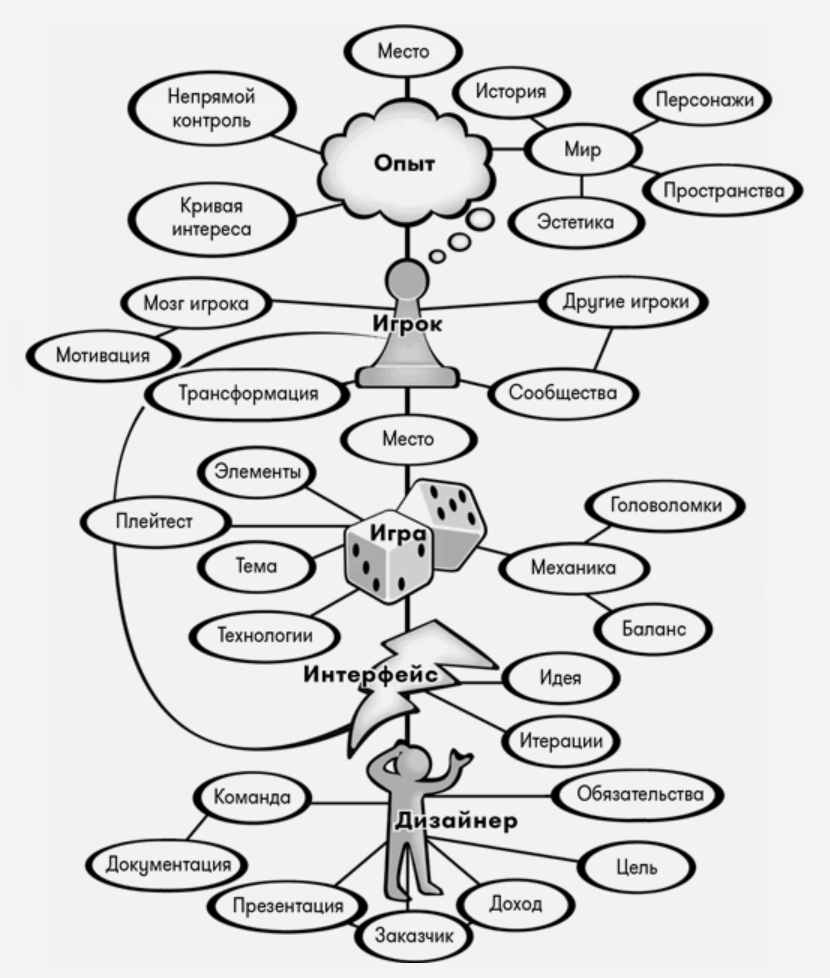 Место
История
Непрямой
контроль
Персонажи
Опыт
Мир
Пространства
Кривая
интереса
Эстетика
Мозг игрока
Другие игроки
Игрок
Мотивация
Трансформация
Сообщества
Место
Элементы
Головоломки
Плейтест
Игра
Тема
Механика
Технологии
Баланс
Интерфейс
Идея
Итерации
Команда
Обязательства
Дизайнер
Документация
Цель
Презентация
Доход
Заказчик